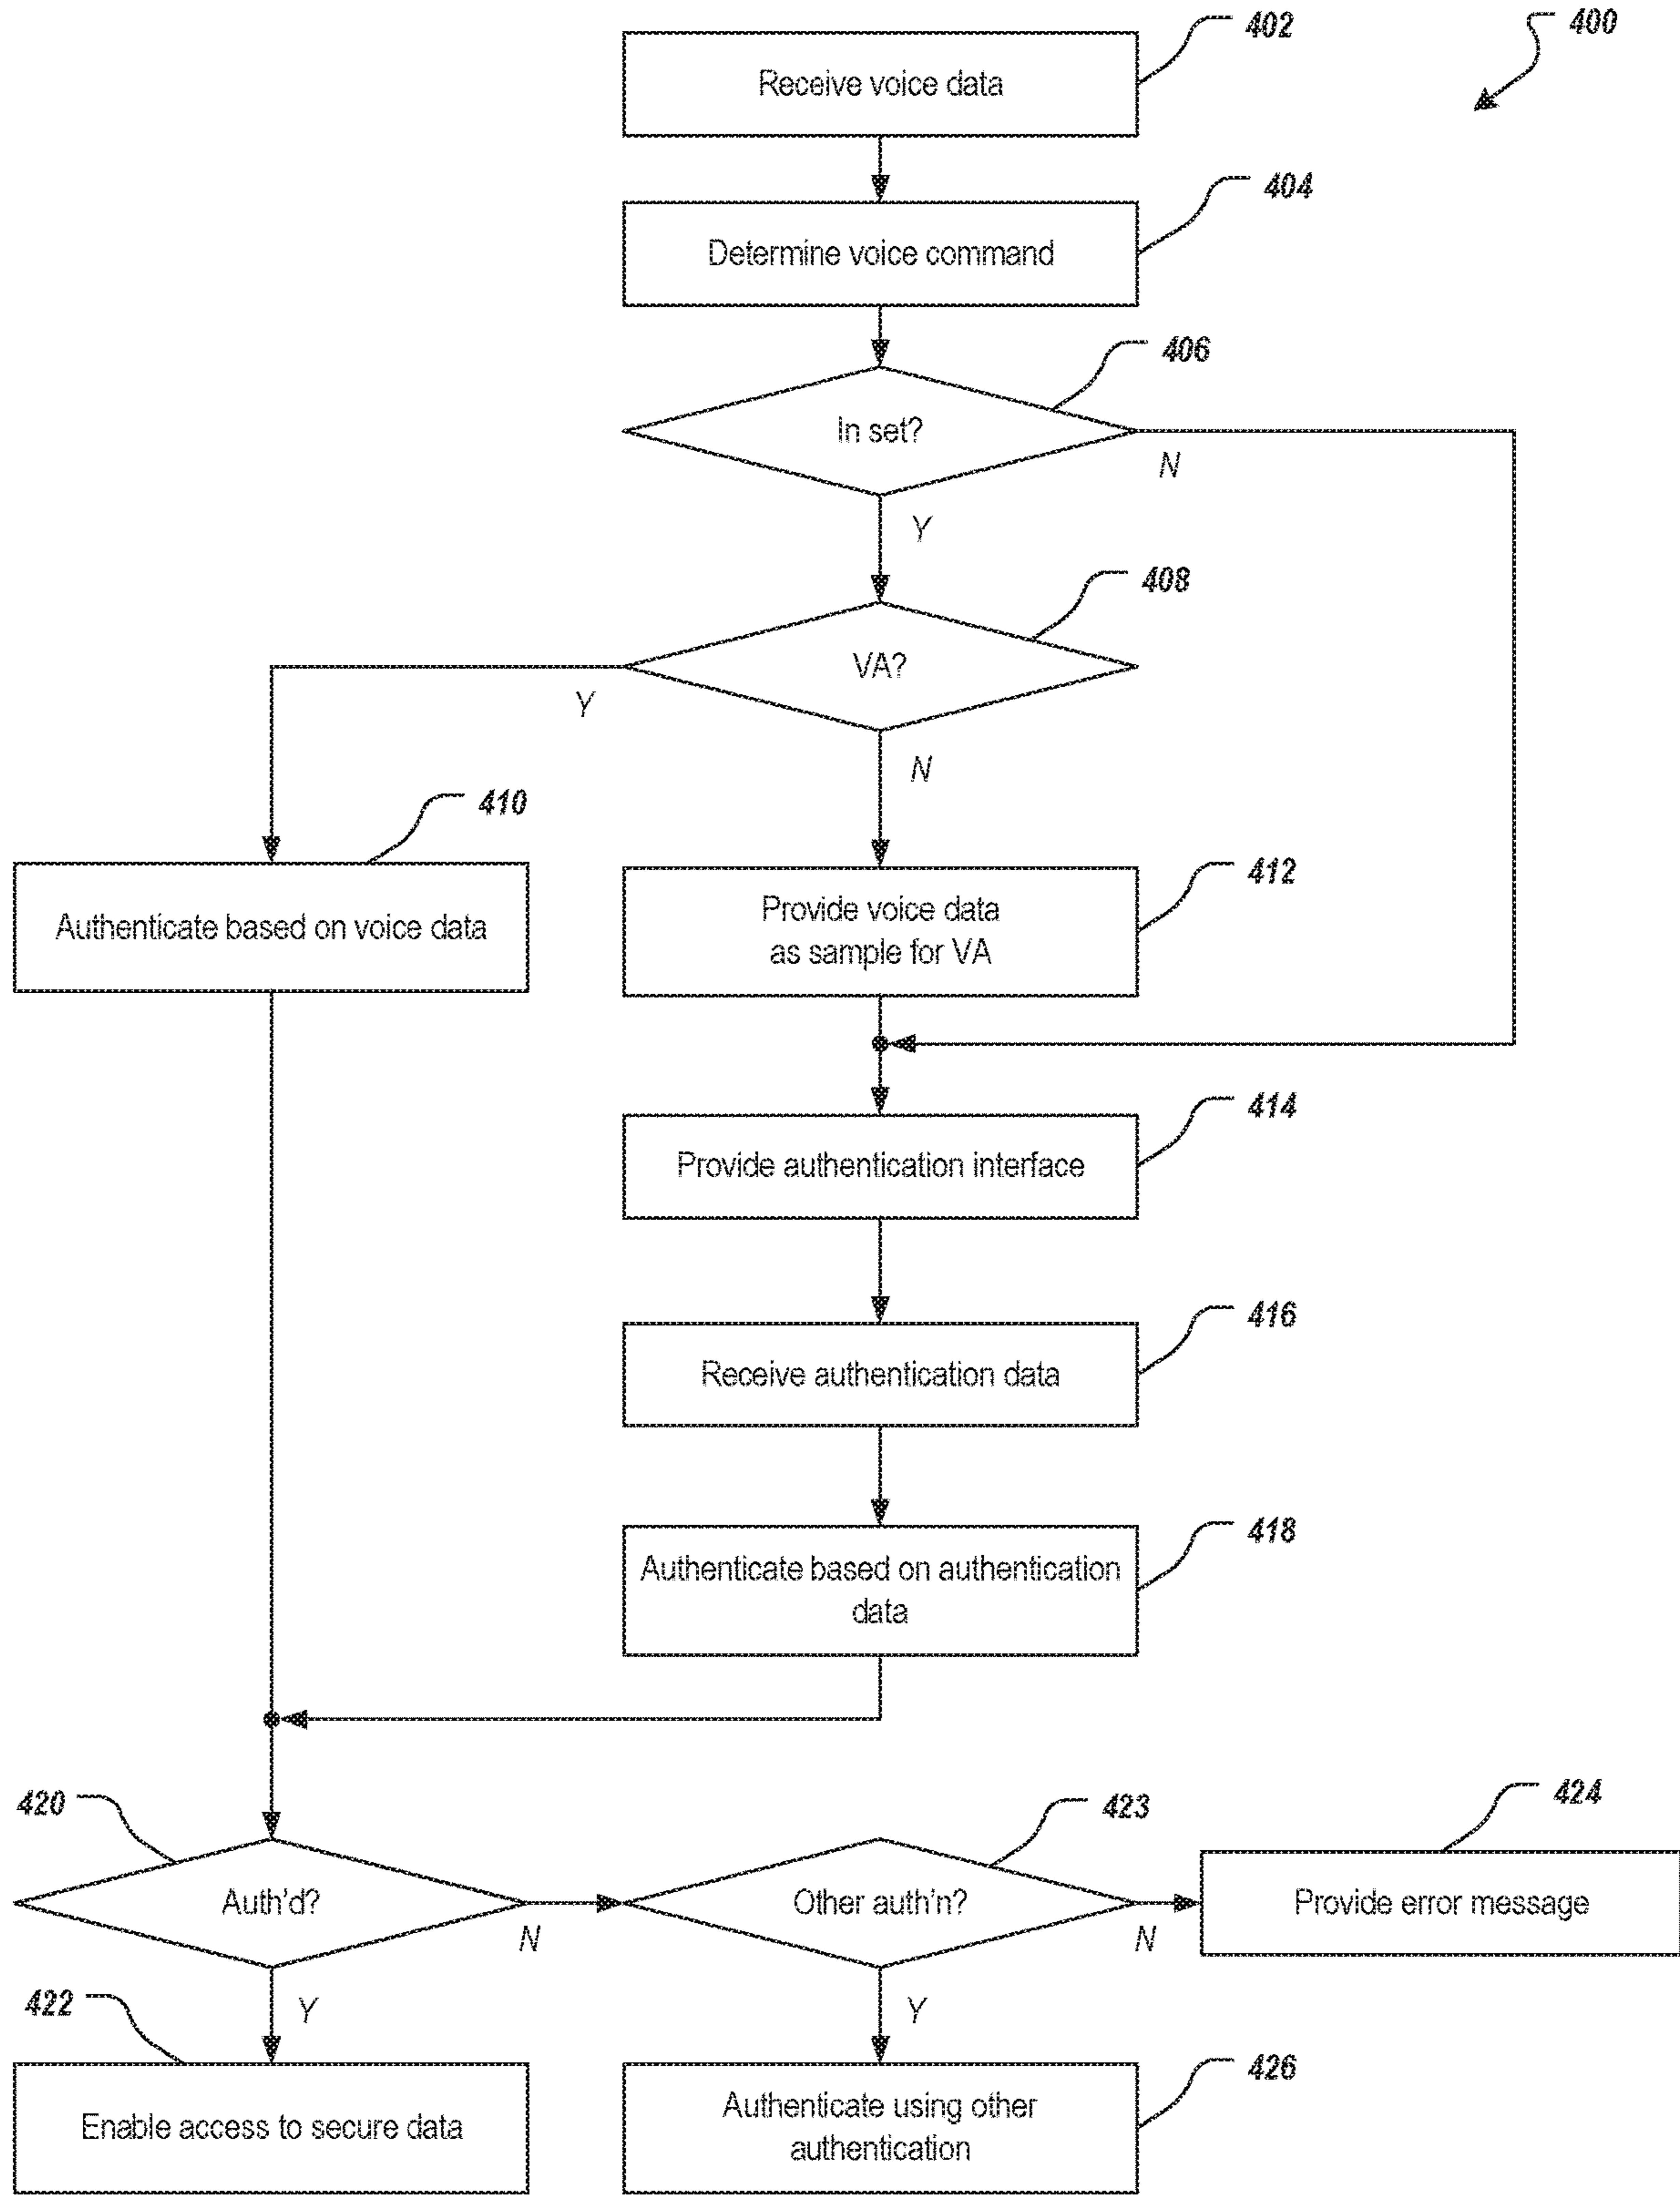 402
400
Receive voice data
404
Determine voice command
406
In set?
N
Y
408
VA?
Y
N
410
412
Authenticate based on voice data
Provide voice data
as sample for VA
414
Provide authentication interface
416
Receive authentication data
418
Authenticate based on authentication
data
420
423
424
Auth'd?
N
Other auth'n?
N
Provide error message
422
Y
Y
426
Enable access to secure data
Authenticate using other
authentication